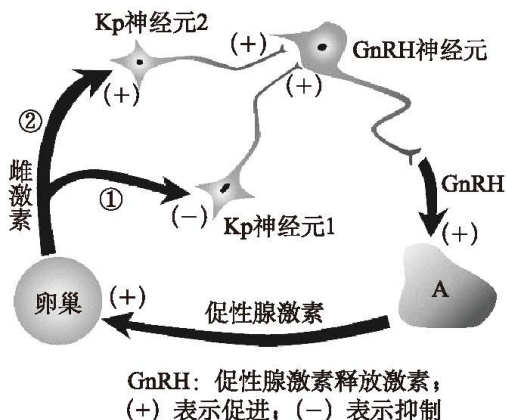 Kp神经元2
(+)
GnRH神经元
(+)
(+)
②
雌激素
①
(−)
Kp神经元1
GnRH
(+)
A
卵巢
(+)
促性腺激素
GnRH：促性腺激素释放激素；
(+) 表示促进；(−) 表示抑制